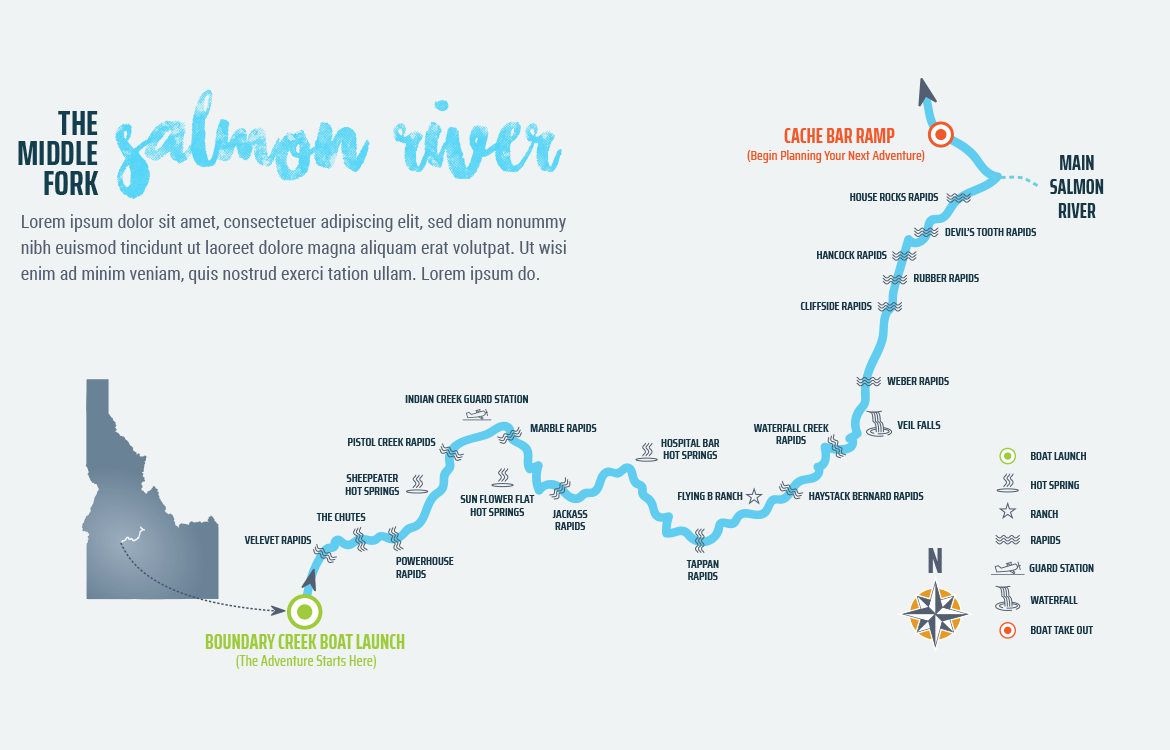 THE
MIDDLE
FORK
salmon river
Lorem ipsum dolor sit amet, consectetuer adipiscing elit, sed diam nonummy
nibh euismod tincidunt ut laoreet dolore magna aliquam erat volutpat. Ut wisi
enim ad minim veniam, quis nostrud exerci tation ullam. Lorem ipsum do.
CACHE BAR RAMP
(Begin Planning Your Next Adventure)
MAIN
SALMON
RIVER
HOUSE ROCKS RAPIDS
DEVIL'S TOOTH RAPIDS
HANCOCK RAPIDS
RUBBER RAPIDS
CLIFFSIDE RAPIDS
WEBER RAPIDS
VEIL FALLS
WATERFALL CREEK
RAPIDS
HAYSTACK BERNARD RAPIDS
FLYING B RANCH
TAPPAN
RAPIDS
HOSPITAL BAR
HOT SPRINGS
JACKASS
RAPIDS
SUN FLOWER FLAT
HOT SPRINGS
MARBLE RAPIDS
INDIAN CREEK GUARD STATION
PISTOL CREEK RAPIDS
SHEEPEATER
HOT SPRINGS
THE CHUTES
POWERHOUSE
RAPIDS
VELEVET RAPIDS
BOUNDARY CREEK BOAT LAUNCH
(The Adventure Starts Here)
N
BOAT LAUNCH
HOT SPRING
RANCH
RAPIDS
GUARD STATION
WATERFALL
BOAT TAKE OUT